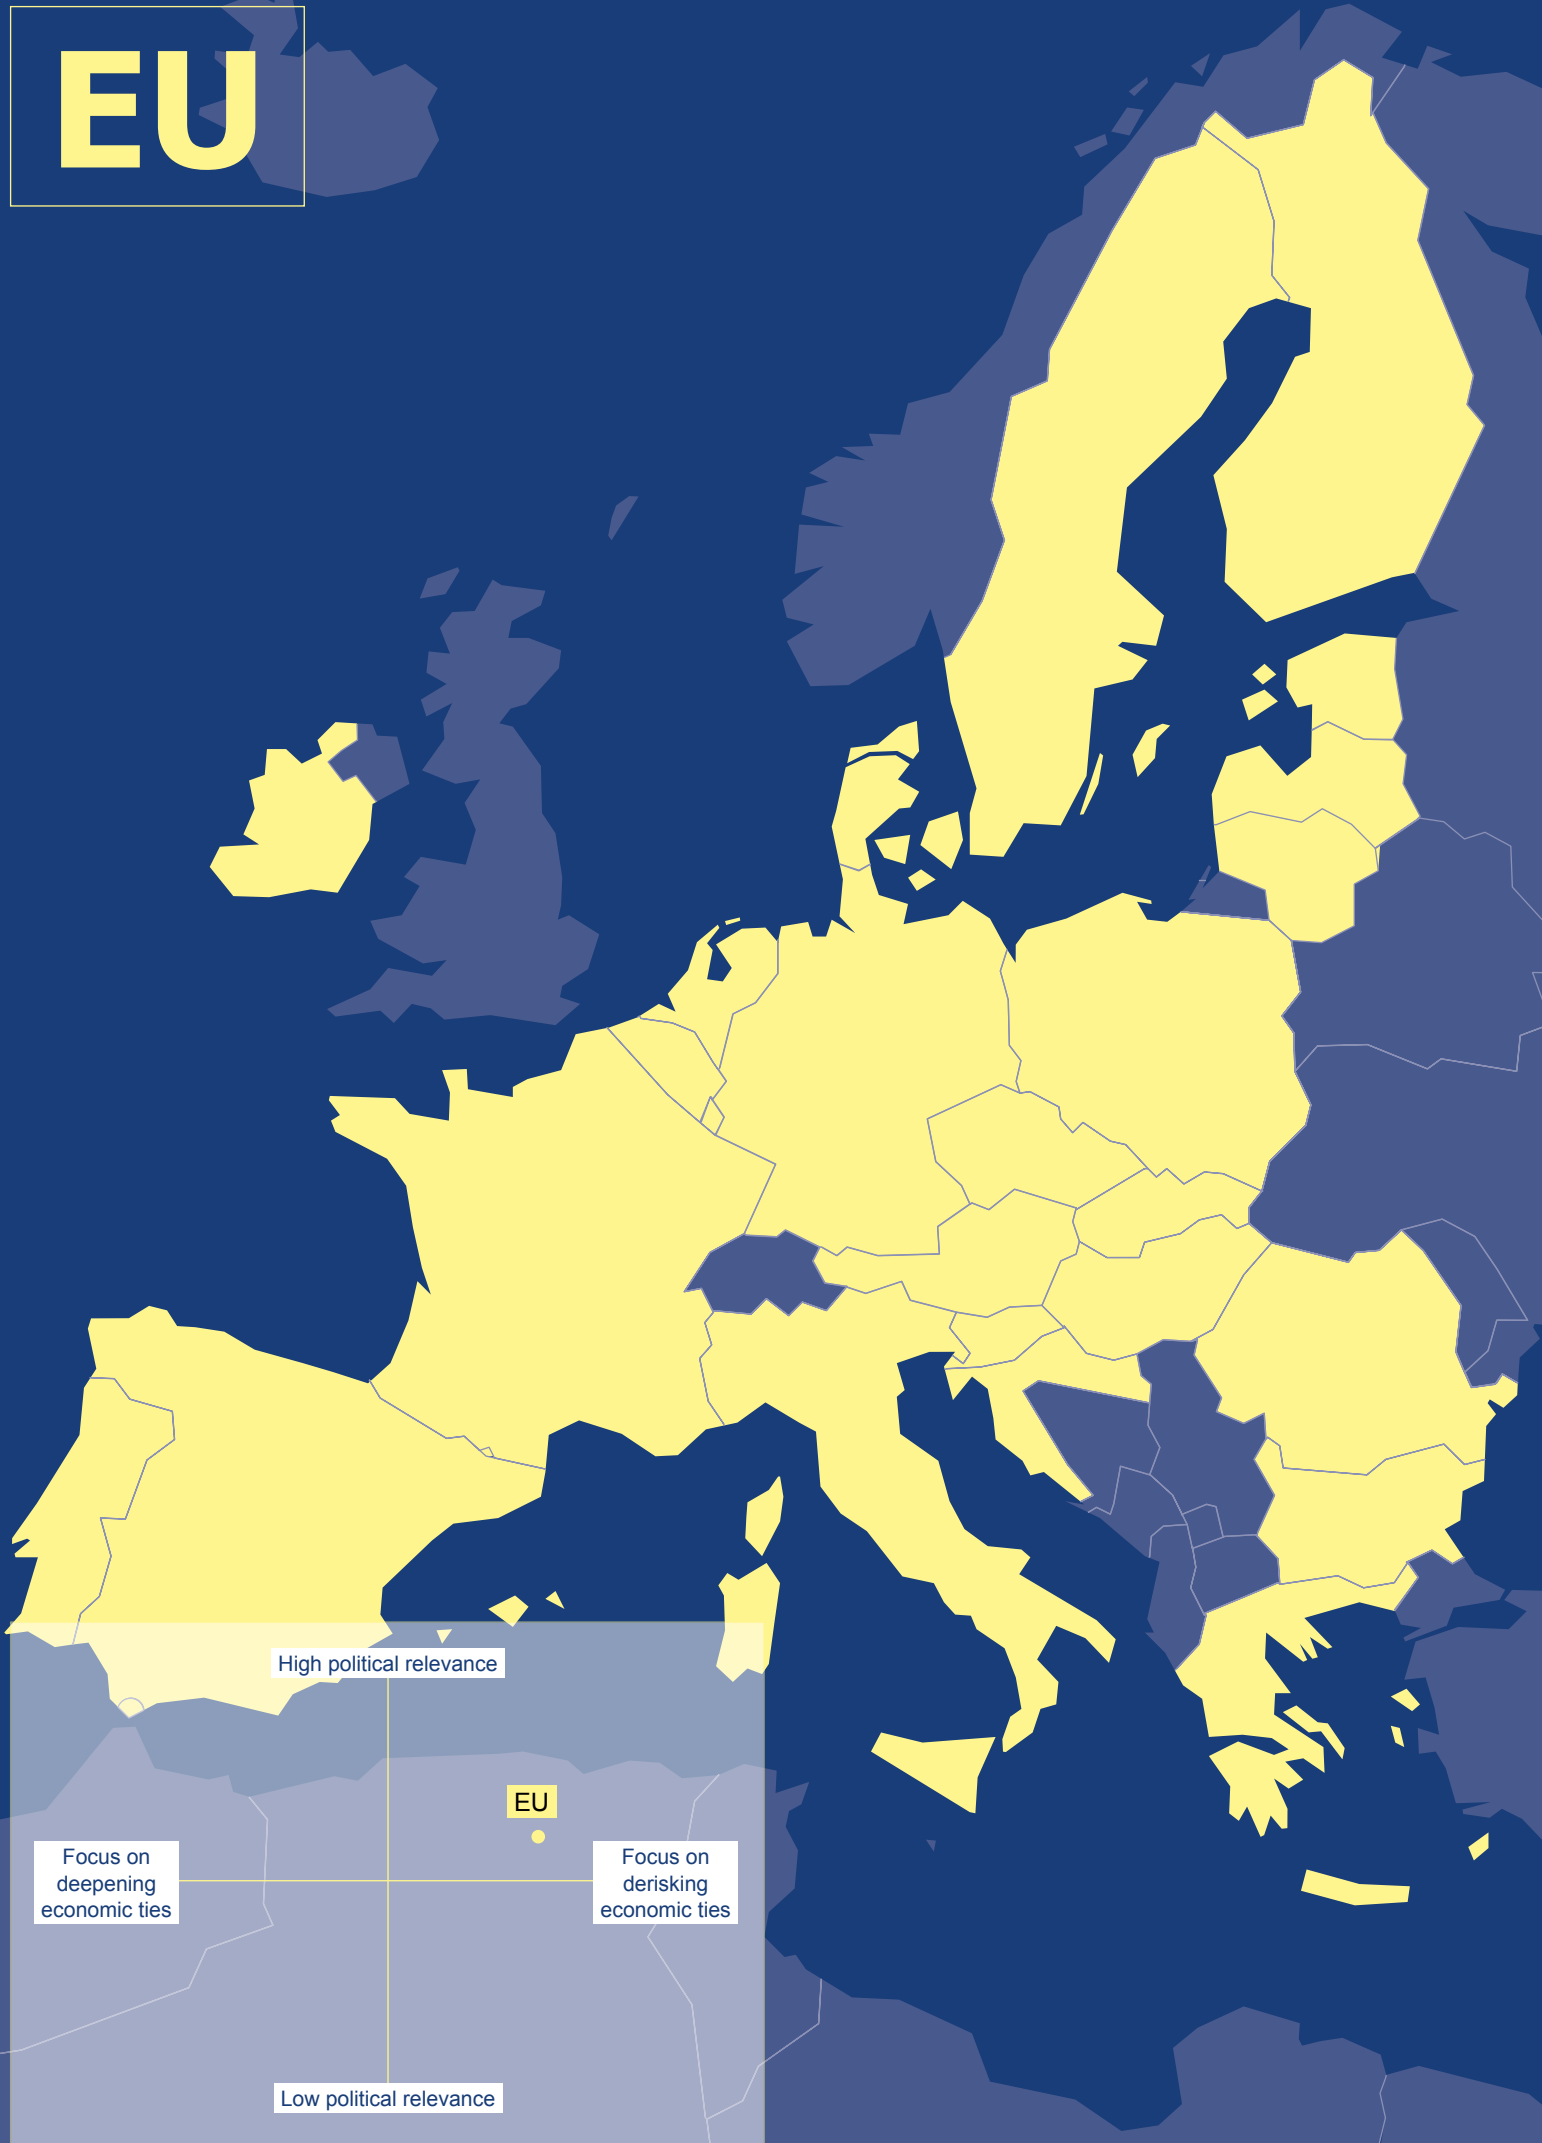 EU
High political relevance
EU
Focus on
deepening
economic ties
Focus on
derisking
economic ties
Low political relevance